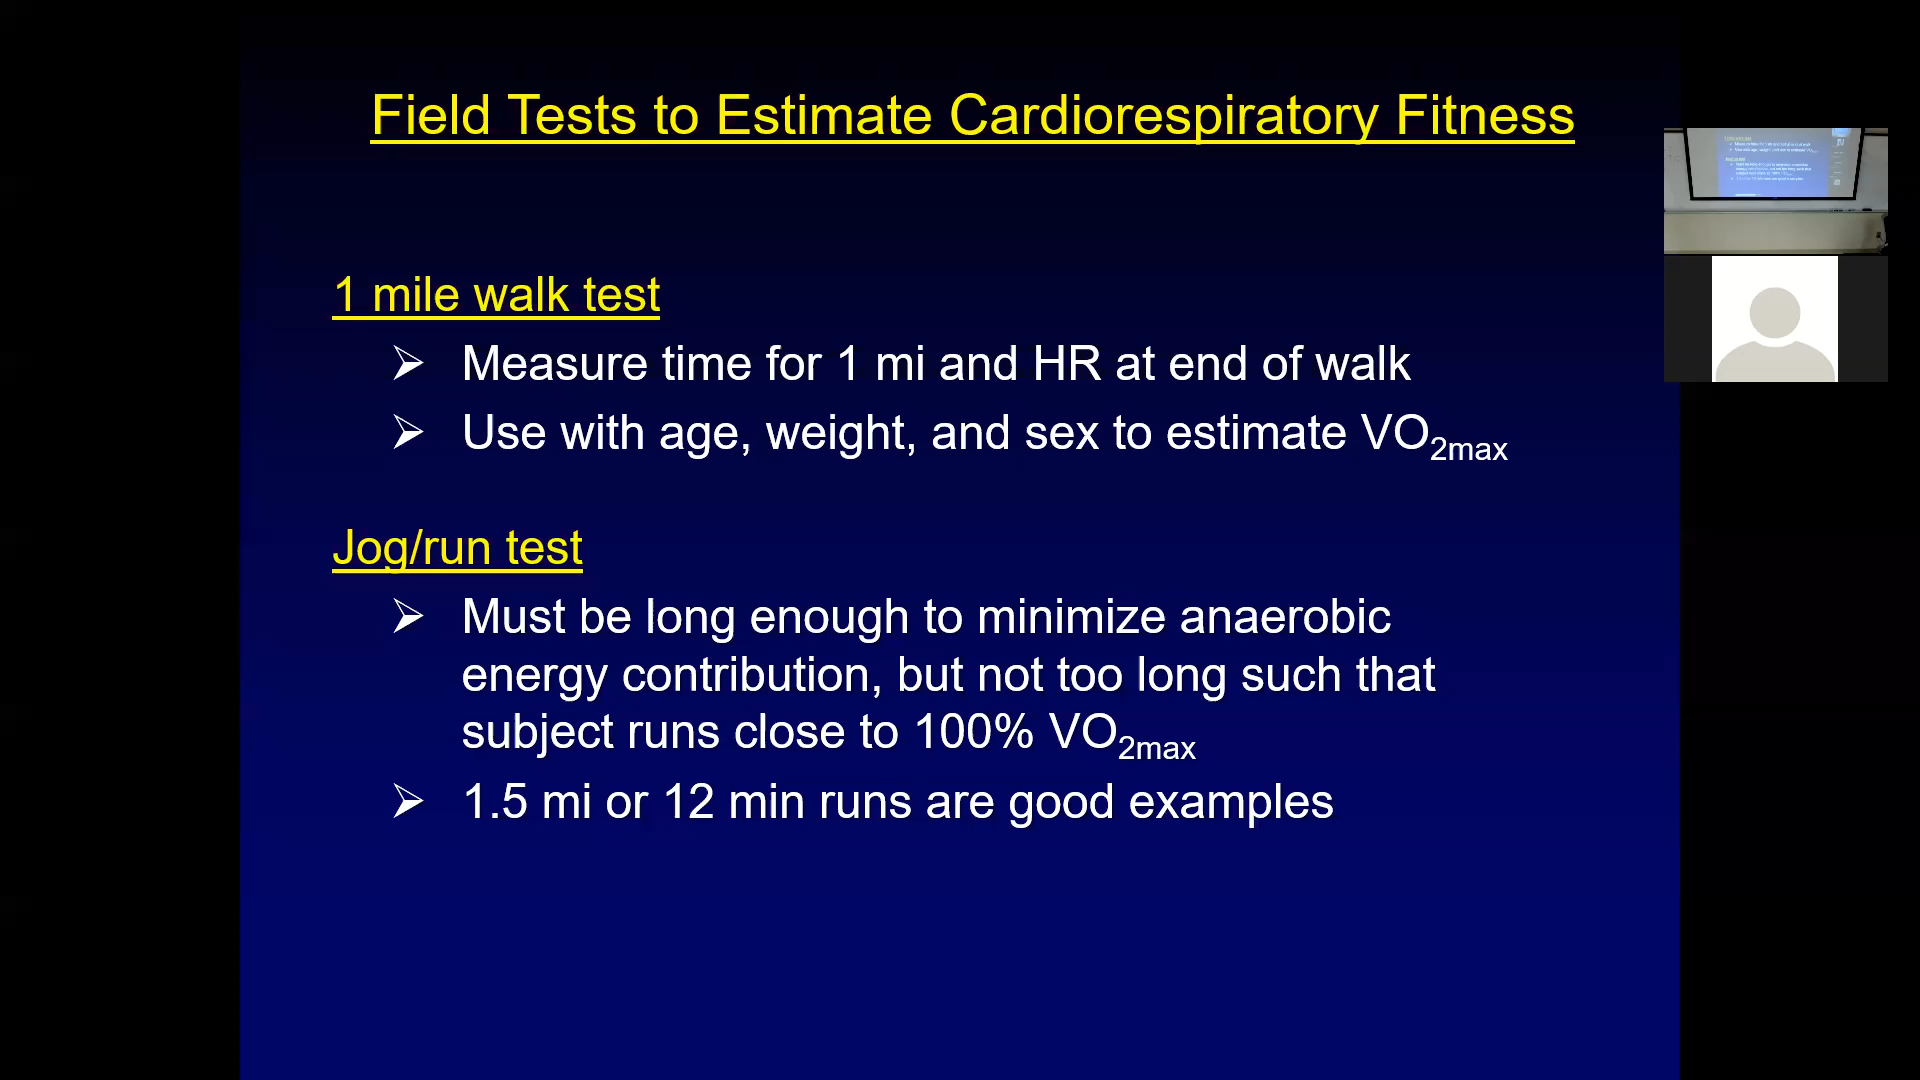 Field Tests to Estimate Cardiorespiratory Fitness
1 mile walk test
➢ Measure time for 1 mi and HR at end of walk
➢ Use with age, weight, and sex to estimate VO2max
Jog/run test
➢ Must be long enough to minimize anaerobic
energy contribution, but not too long such that
subject runs close to 100% VO2max
➢ 1.5 mi or 12 min runs are good examples